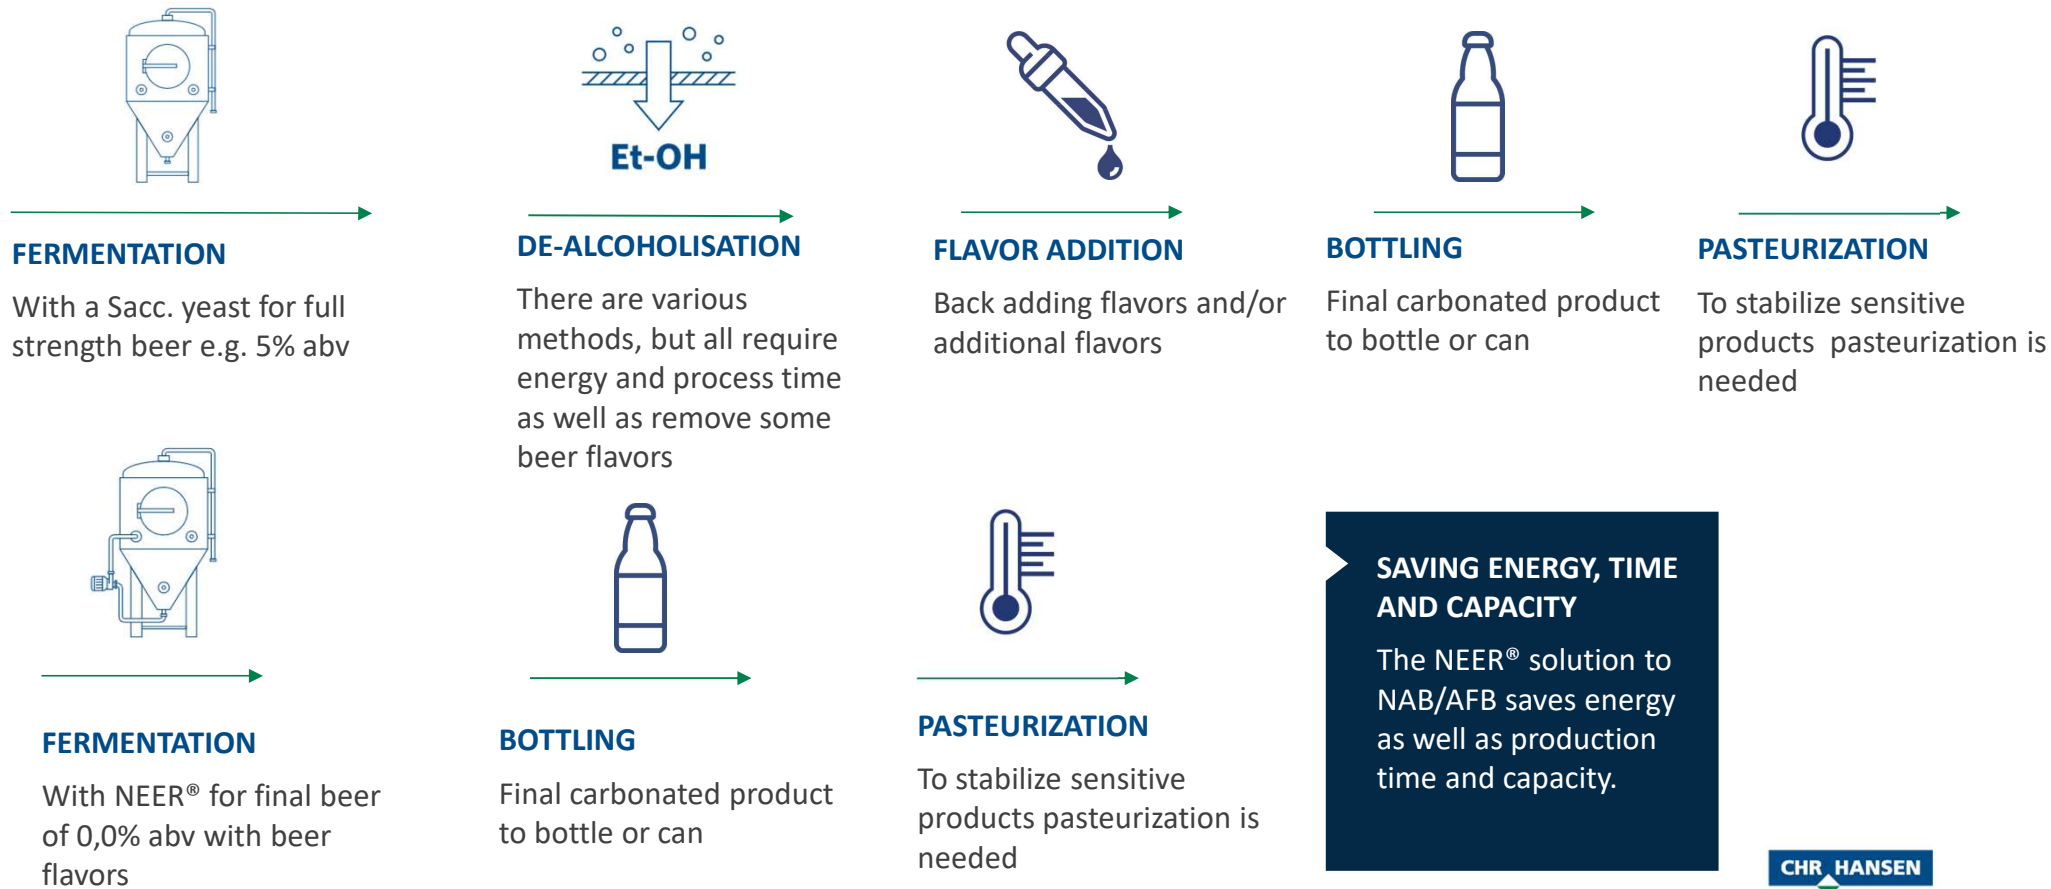 Et-OH
FERMENTATION
With a Sacc. yeast for full
strength beer e.g. 5% abv
DE-ALCOHOLISATION
There are various
methods, but all require
energy and process time
as well as remove some
beer flavors
FLAVOR ADDITION
Back adding flavors and/or
additional flavors
BOTTLING
Final carbonated product
to bottle or can
PASTEURIZATION
To stabilize sensitive
products  pasteurization is
needed
FERMENTATION
With NEER® for final beer
of 0,0% abv with beer
flavors
BOTTLING
Final carbonated product
to bottle or can
PASTEURIZATION
To stabilize sensitive
products pasteurization is
needed
SAVING ENERGY, TIME
AND CAPACITY
The NEER® solution to
NAB/AFB saves energy
as well as production
time and capacity.
CHR HANSEN